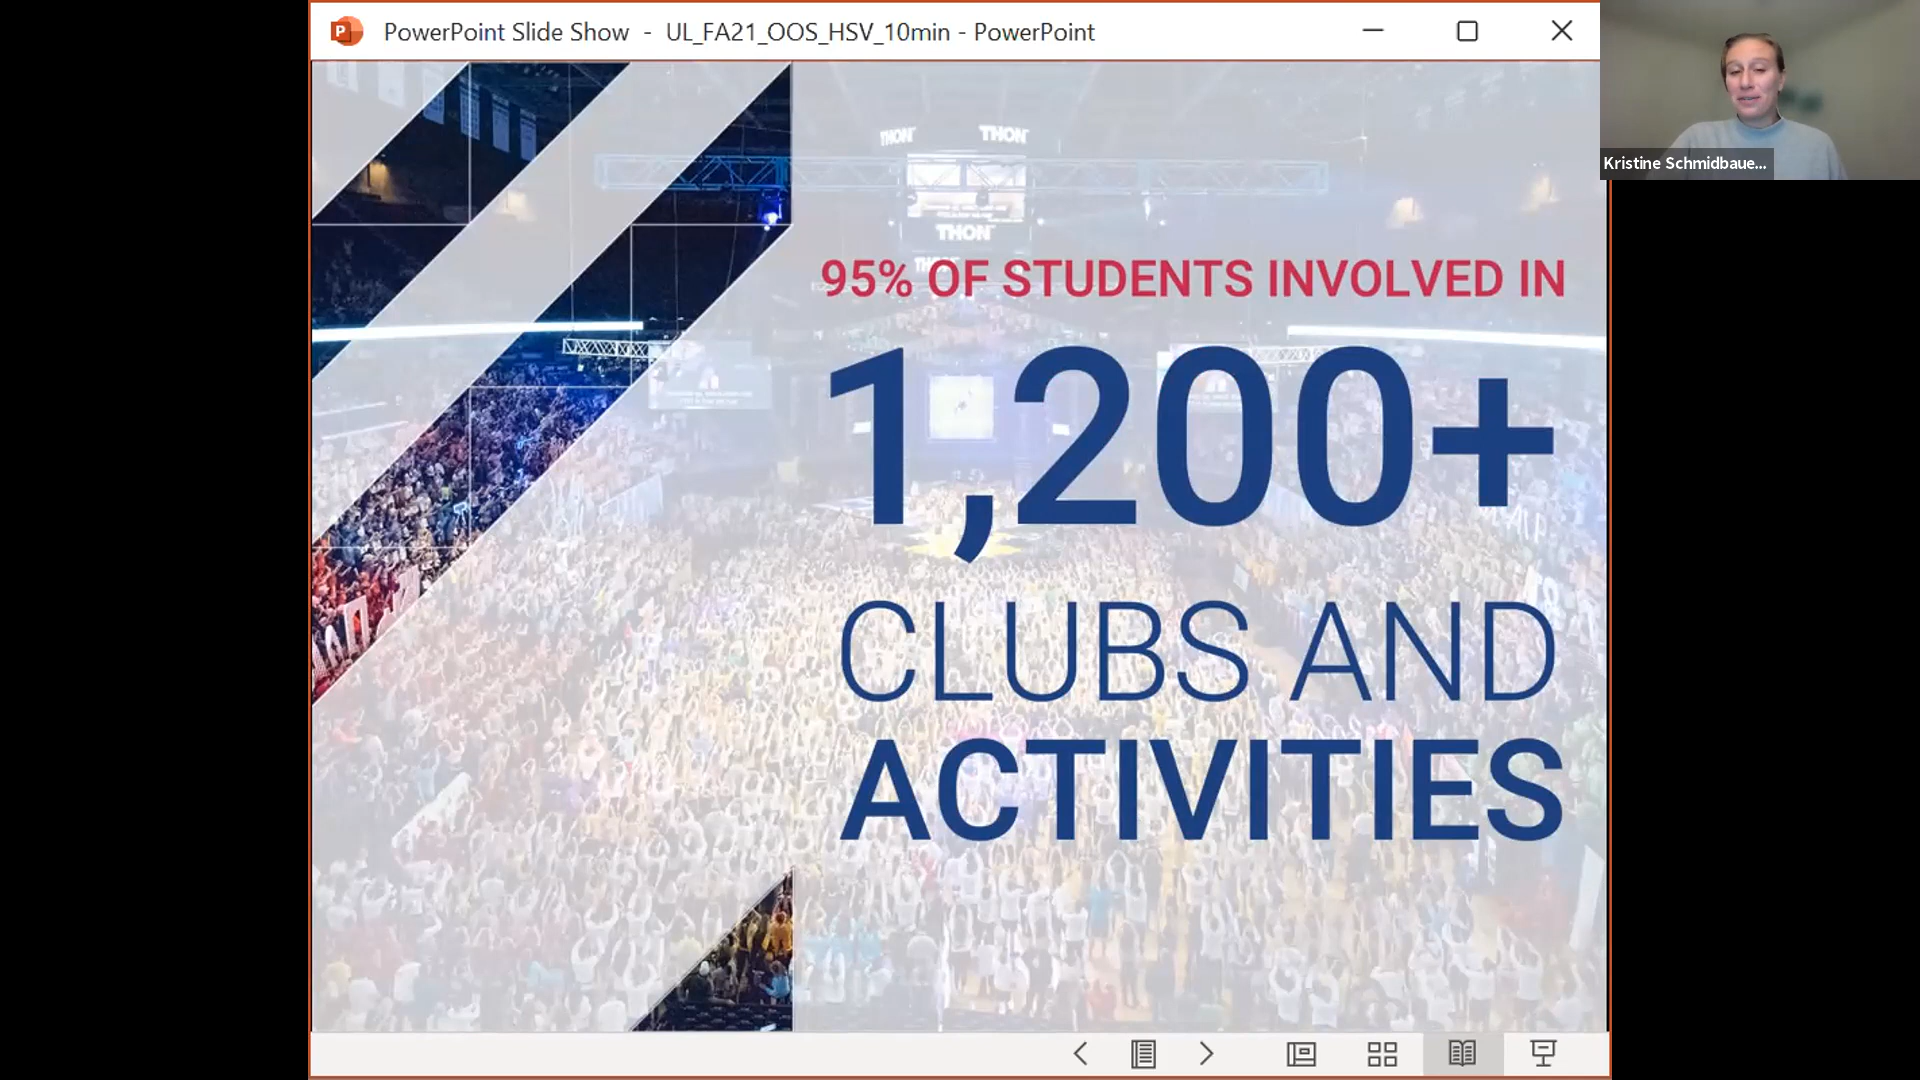 PowerPoint Slide Show - UL_FA21_OOS_HSV_10min - PowerPoint
Kristine Schmidbaue...
THON
THON
THON
95% OF STUDENTS INVOLVED IN
1,200+
CLUBS AND
ACTIVITIES